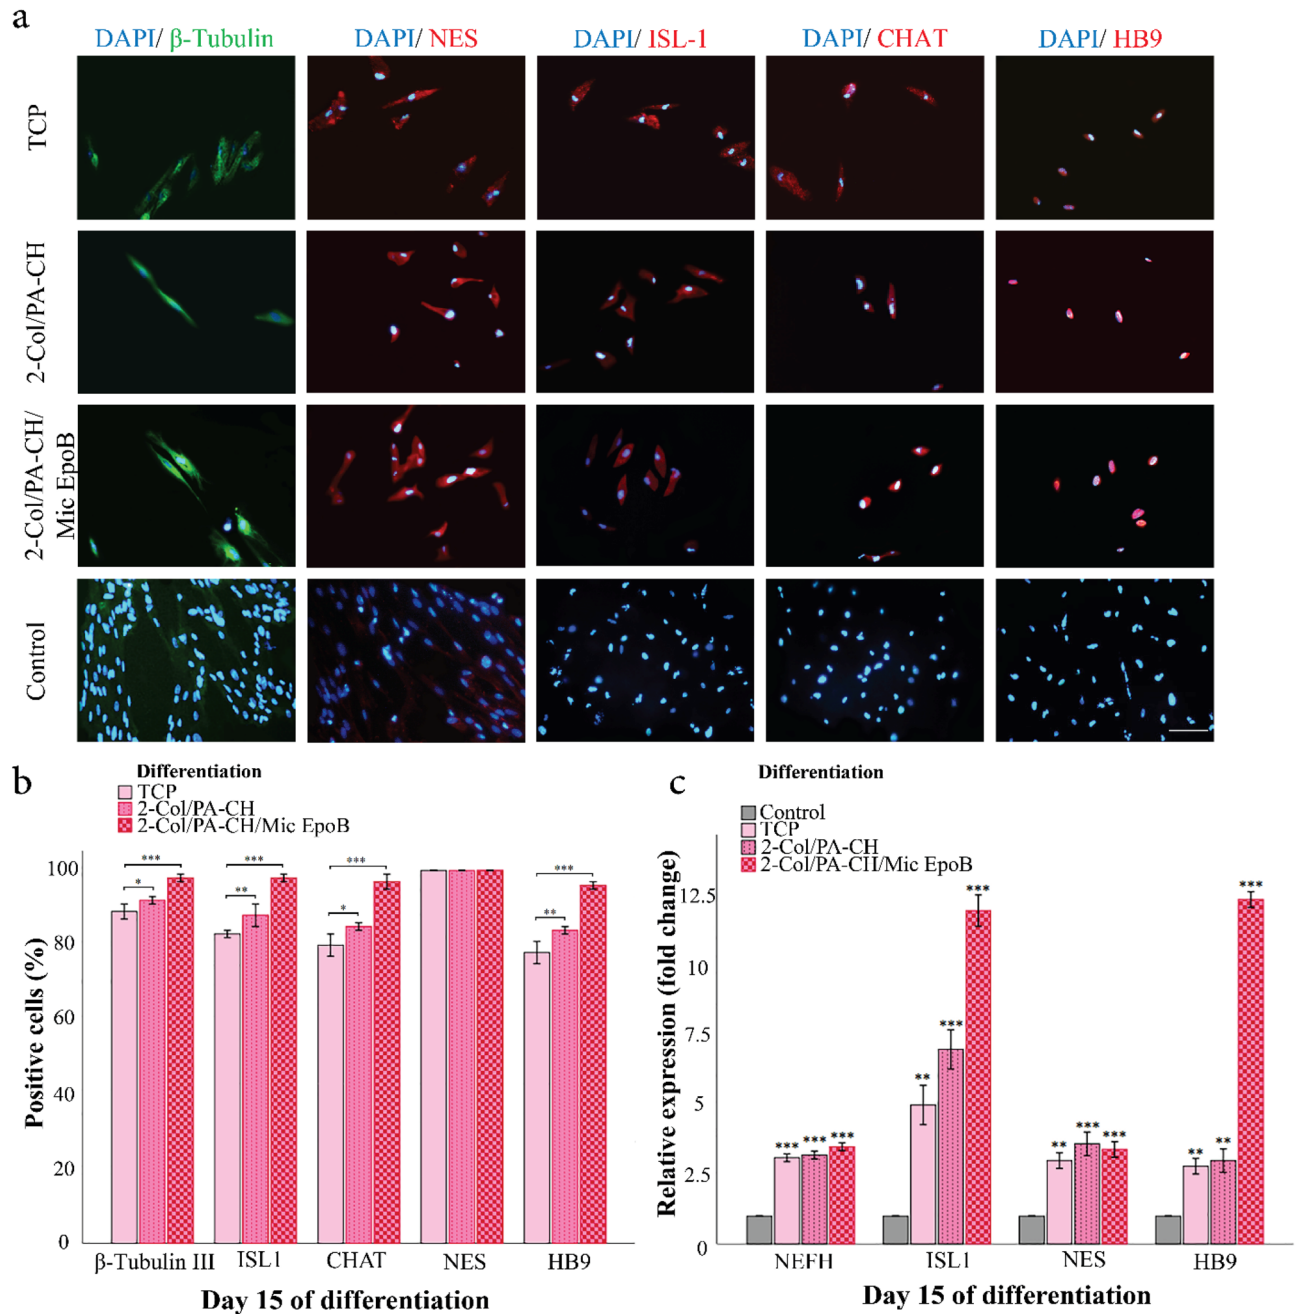 a
DAPI/ β-Tubulin
DAPI/ NES
DAPI/ ISL-1
DAPI/ CHAT
DAPI/ HB9
TCP
2-Col/PA-CH
2-Col/PA-CH/
Mic EpoB
Control
b
Differentiation
TCP
2-Col/PA-CH
2-Col/PA-CH/Mic EpoB
Positive cells (%)
100
80
60
40
20
0
***
*
***
**
***
*
***
**
β-Tubulin III
ISL1
CHAT
NES
HB9
Day 15 of differentiation
c
Differentiation
Control
TCP
2-Col/PA-CH
2-Col/PA-CH/Mic EpoB
Relative expression (fold change)
12.5
10
7.5
5
2.5
0
*** *** ***
** *** ***
** *** ***
** ** ***
NEFH
ISL1
NES
HB9
Day 15 of differentiation